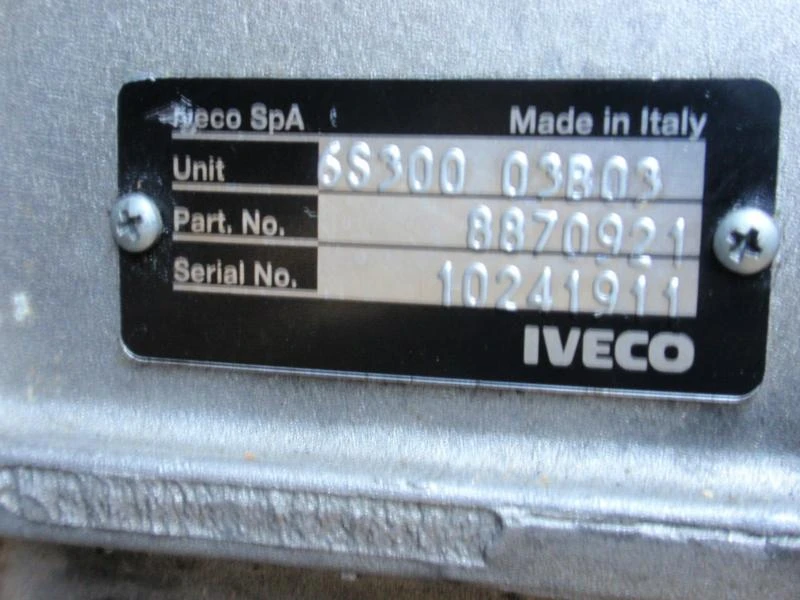 Iveco SpA Made in Italy
Unit 6S300 03B03
Part. No. 8870921
Serial No. 10241911
IVECO